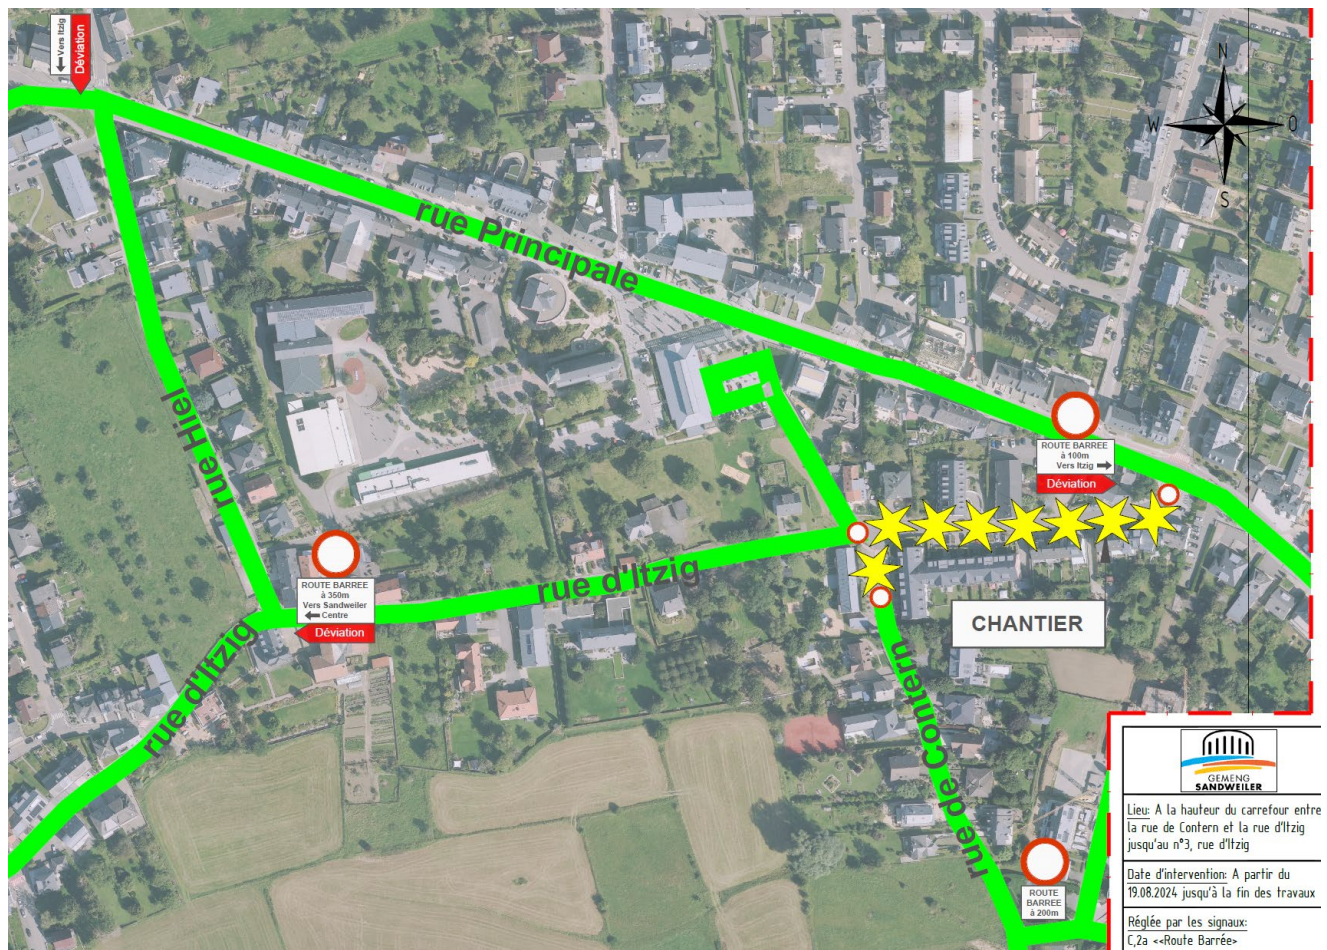 ← Vers Itzig
Déviation
N
W
O
S
rue Principale
rue Hiel
ROUTE BARREE
à 100m
Vers Itzig →
Déviation
ROUTE BARREE
à 350m
Vers Sandweiler
← Centre
Déviation
rue d'Itzig
rue d'Itzig
CHANTIER
rue de Contern
ROUTE
BARREE
à 200m
GEMENG
SANDWEILER
Lieu: A la hauteur du carrefour entre
la rue de Contern et la rue d'Itzig
jusqu'au n°3, rue d'Itzig
Date d'intervention: A partir du
19.08.2024 jusqu'à la fin des travaux
Réglée par les signaux:
C,2a <<Route Barrée>